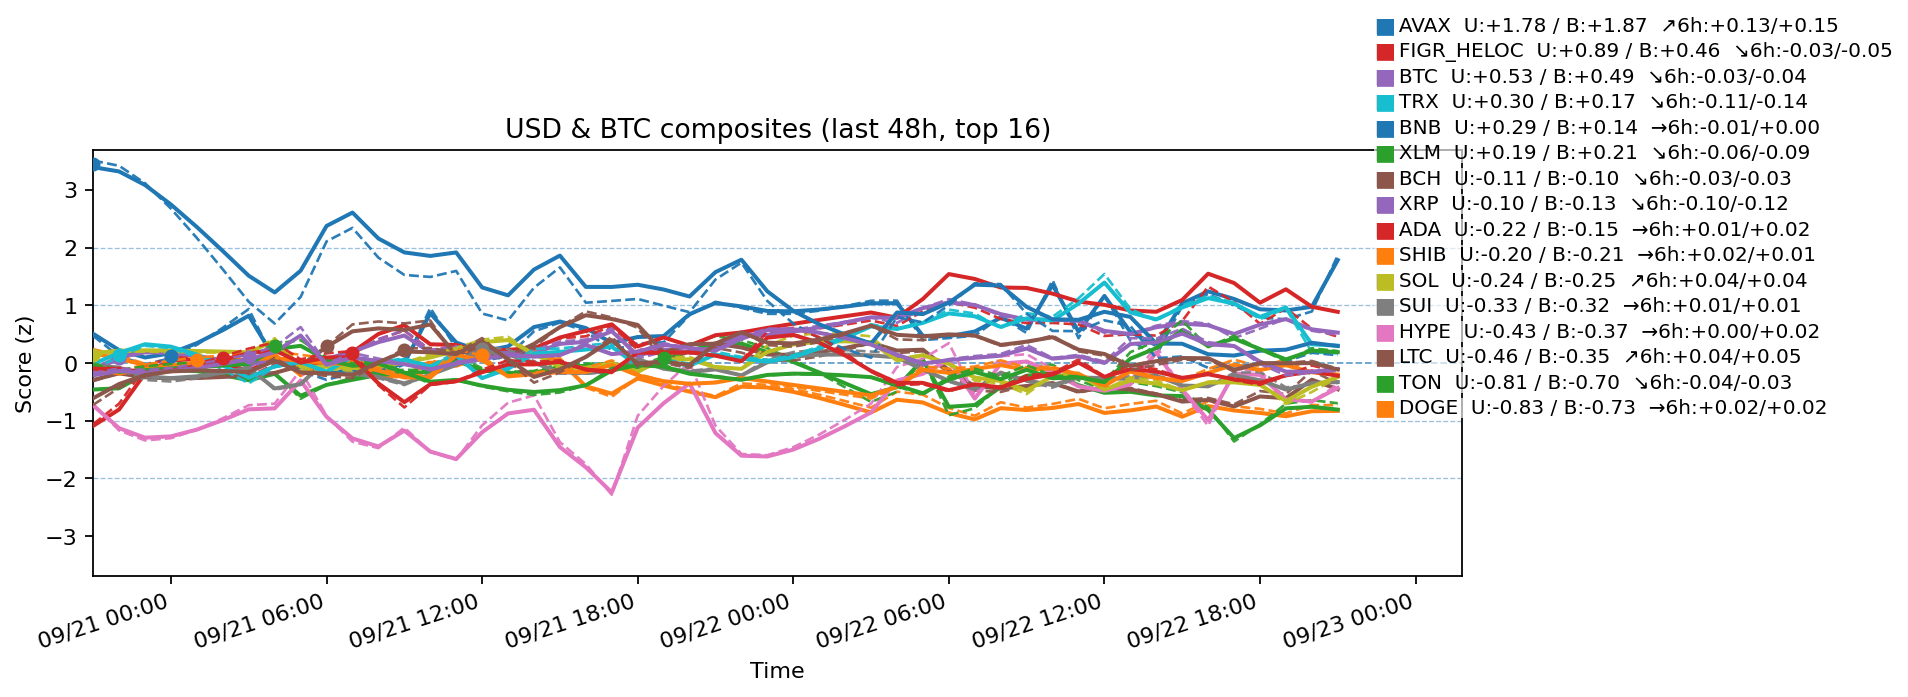 AVAX  U:+1.78 / B:+1.87  ↗6h:+0.13/+0.15
FIGR_HELOC  U:+0.89 / B:+0.46  ↘6h:-0.03/-0.05
BTC  U:+0.53 / B:+0.49  ↘6h:-0.03/-0.04
TRX  U:+0.30 / B:+0.17  ↘6h:-0.11/-0.14
BNB  U:+0.29 / B:+0.14  →6h:-0.01/+0.00
XLM  U:+0.19 / B:+0.21  ↘6h:-0.06/-0.09
BCH  U:-0.11 / B:-0.10  ↘6h:-0.03/-0.03
XRP  U:-0.10 / B:-0.13  ↘6h:-0.10/-0.12
ADA  U:-0.22 / B:-0.15  →6h:+0.01/+0.02
SHIB  U:-0.20 / B:-0.21  →6h:+0.02/+0.01
SOL  U:-0.24 / B:-0.25  ↗6h:+0.04/+0.04
SUI  U:-0.33 / B:-0.32  →6h:+0.01/+0.01
HYPE  U:-0.43 / B:-0.37  →6h:+0.00/+0.02
LTC  U:-0.46 / B:-0.35  ↗6h:+0.04/+0.05
TON  U:-0.81 / B:-0.70  ↘6h:-0.04/-0.03
DOGE  U:-0.83 / B:-0.73  →6h:+0.02/+0.02
USD & BTC composites (last 48h, top 16)
Score (z)
3
2
1
0
−1
−2
−3
09/21 00:00
09/21 06:00
09/21 12:00
09/21 18:00
09/22 00:00
09/22 06:00
09/22 12:00
09/22 18:00
09/23 00:00
Time